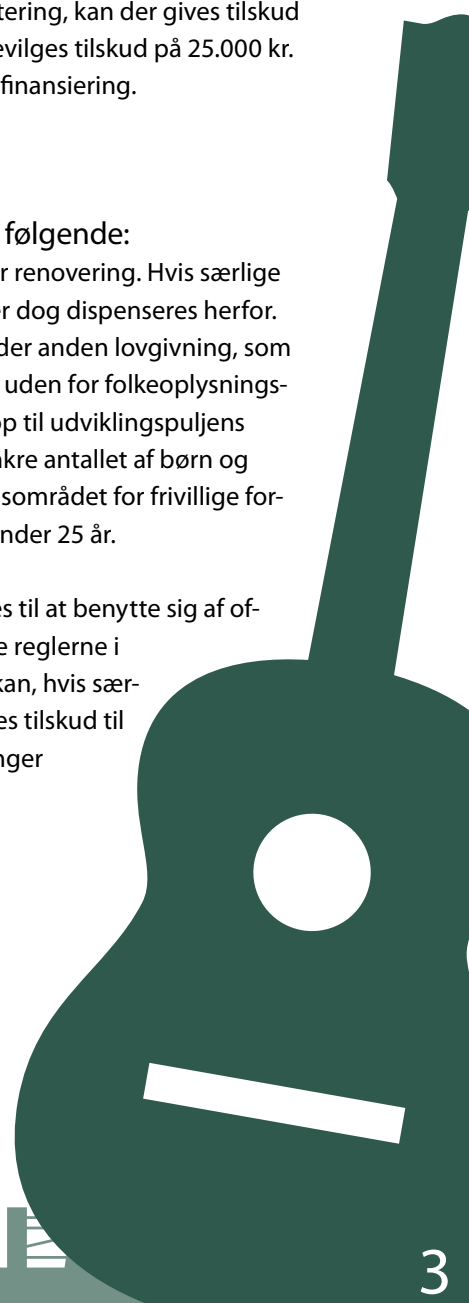 tering, kan der gives tilskud
evilges tilskud på 25.000 kr.
finansiering.
følgende:
r renovering. Hvis særlige
er dog dispenseres herfor.
der anden lovgivning, som
uden for folkeoplysnings-
op til udviklingspuljens
kre antallet af børn og
sområdet for frivillige for-
nder 25 år.
es til at benytte sig af of-
e reglerne i
kan, hvis sær-
es tilskud til
nger
3